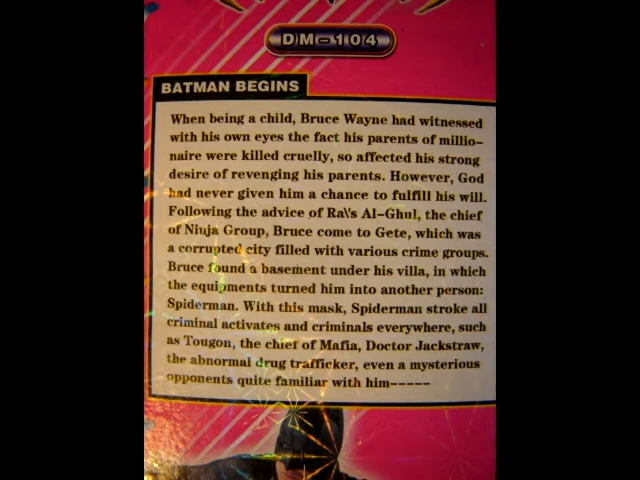 DM-104
BATMAN BEGINS
When being a child, Bruce Wayne had witnessed
with his own eyes the fact his parents of millio-
naire were killed cruelly, so affected his strong
desire of revenging his parents. However, God
had never given him a chance to fulfill his will.
Following the advice of Ra\'s Al-Ghul, the chief
of Niuja Group, Bruce come to Gete, which was
a corrupted city filled with various crime groups.
Bruce found a basement under his villa, in which
the equipments turned him into another person:
Spiderman. With this mask, Spiderman stroke all
criminal activates and criminals everywhere, such
as Tougon, the chief of Mafia, Doctor Jackstraw,
the abnormal drug trafficker, even a mysterious
opponents quite familiar with him-----